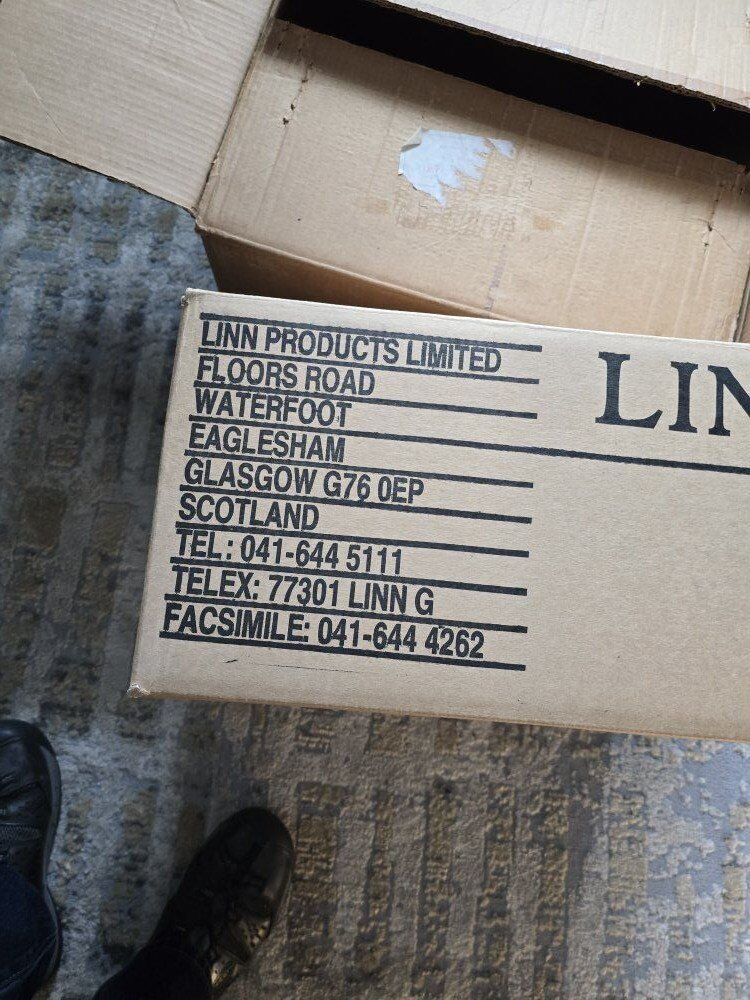 LINN PRODUCTS LIMITED
FLOORS ROAD
WATERFOOT
EAGLESHAM
GLASGOW G76 0EP
SCOTLAND
TEL: 041-644 5111
TELEX: 77301 LINN G
FACSIMILE: 041-644 4262
LIN